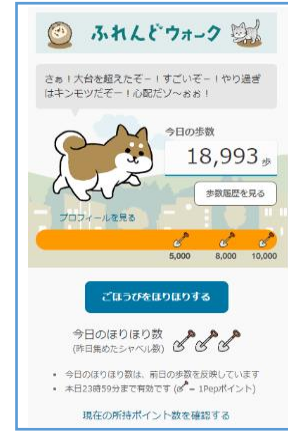 ふれんどウォーク
さぁ！大台を超えたぞー！すごいぞー！やり過ぎ
はキンモツだぞー！心配だソ～ぉぉ！
今日の歩数
18,993 歩
歩数履歴を見る
プロフィールを見る
5,000 8,000 10,000
ごほうびをほりほりする
今日のほりほり数
(昨日集めたシャベル数)
• 今日のほりほり数は、前日の歩数を反映しています
• 本日23時59分まで有効です (= 1Pepポイント)
現在の所持ポイント数を確認する